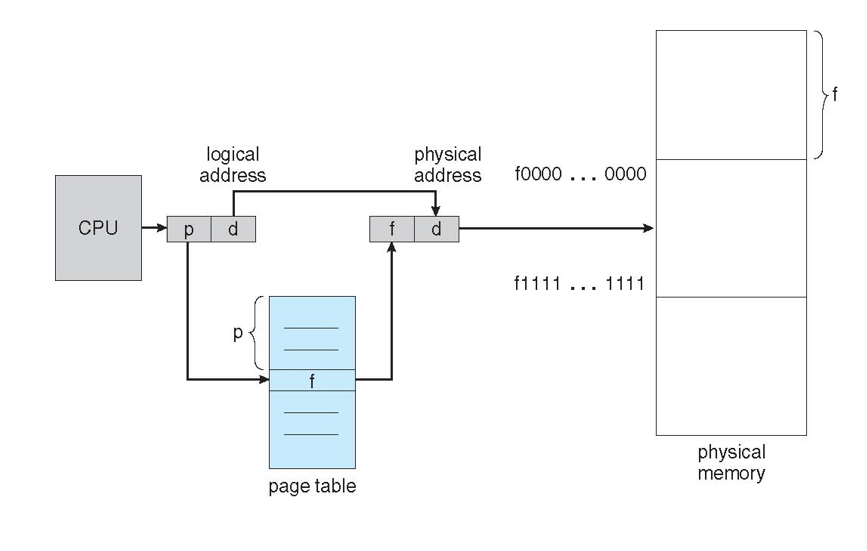 f
logical
address
physical
address
f0000 ... 0000
CPU
p
d
f
d
f1111 ... 1111
p
f
physical
memory
page table